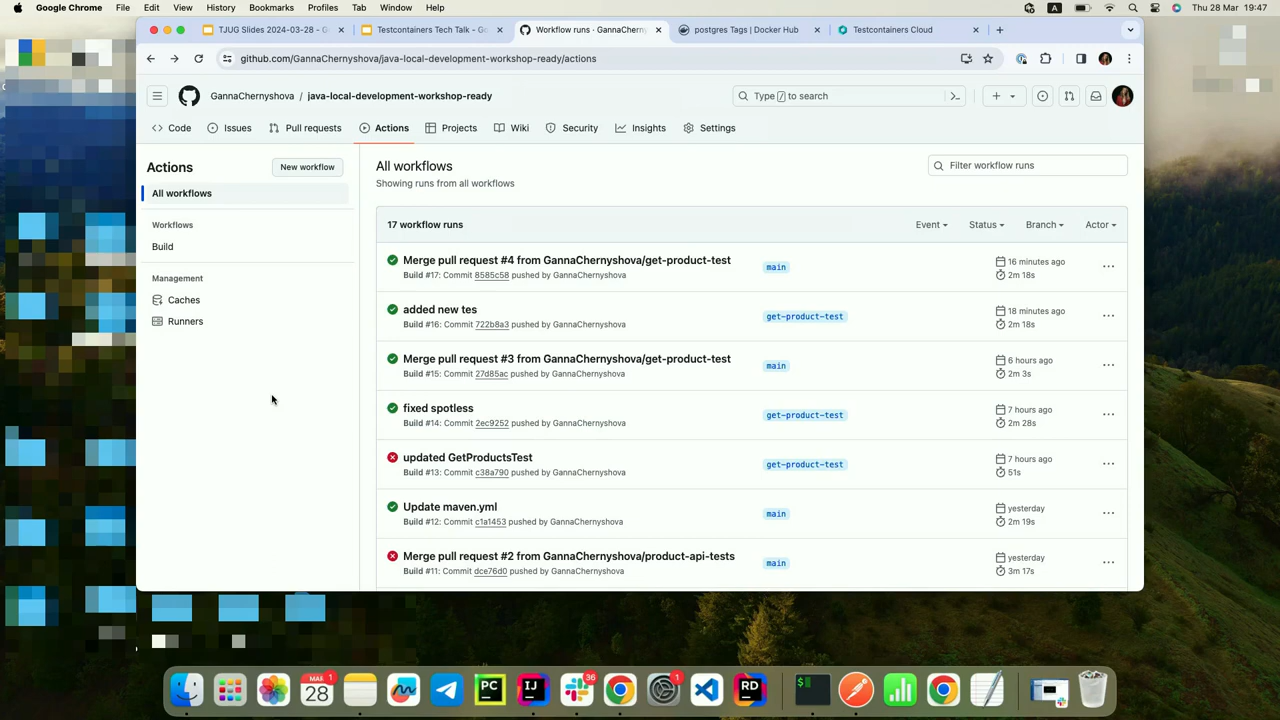 Google Chrome File Edit View History Bookmarks Profiles Tab Window Help
A Thu 28 Mar 19:47
TJUG Slides 2024-03-28 - G
Testcontainers Tech Talk - Go
Workflow runs · GannaChernys
postgres Tags | Docker Hub
Testcontainers Cloud
github.com/GannaChernyshova/java-local-development-workshop-ready/actions
GannaChernyshova / java-local-development-workshop-ready
Type / to search
Code Issues Pull requests Actions Projects Wiki Security Insights Settings
Actions
New workflow
All workflows
Workflows
Build
Management
Caches
Runners
All workflows
Showing runs from all workflows
Filter workflow runs
17 workflow runs
Event Status Branch Actor
Merge pull request #4 from GannaChernyshova/get-product-test
Build #17: Commit 8585c58 pushed by GannaChernyshova
main
16 minutes ago
2m 18s
added new tes
Build #16: Commit 722b8a3 pushed by GannaChernyshova
get-product-test
18 minutes ago
2m 18s
Merge pull request #3 from GannaChernyshova/get-product-test
Build #15: Commit 27d85ac pushed by GannaChernyshova
main
6 hours ago
2m 3s
fixed spotless
Build #14: Commit 2ec9252 pushed by GannaChernyshova
get-product-test
7 hours ago
2m 28s
updated GetProductsTest
Build #13: Commit c38a790 pushed by GannaChernyshova
get-product-test
7 hours ago
51s
Update maven.yml
Build #12: Commit c1a1453 pushed by GannaChernyshova
main
yesterday
2m 19s
Merge pull request #2 from GannaChernyshova/product-api-tests
Build #11: Commit dce76d0 pushed by GannaChernyshova
main
yesterday
3m 17s
MAR 28
1
PC
IJ
36
1
RD
$